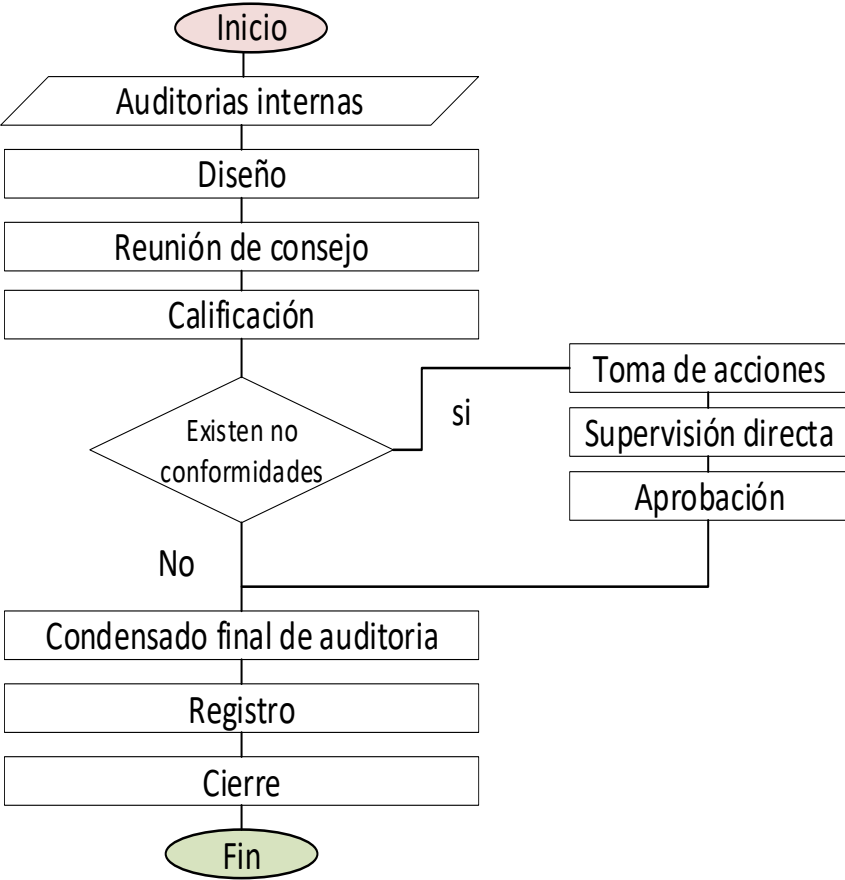 Inicio
Auditorias internas
Diseño
Reunión de consejo
Calificación
Existen no
conformidades
si
Toma de acciones
Supervisión directa
Aprobación
No
Condensado final de auditoria
Registro
Cierre
Fin